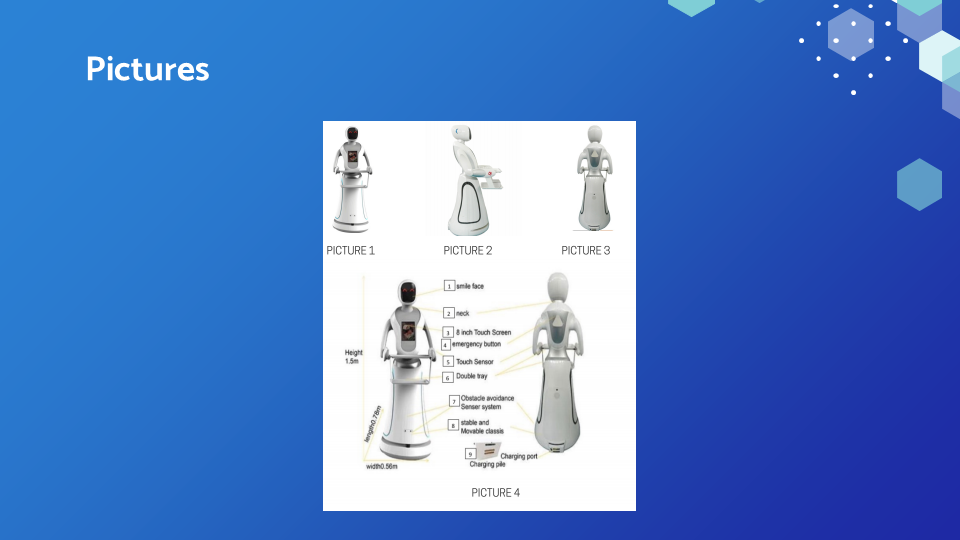 Pictures
PICTURE 1
PICTURE 2
PICTURE 3
1 smile face
2 neck
3 8 inch Touch Screen
4 emergency button
Height
1.5m
5 Touch Sensor
6 Double tray
7 Obstacle avoidance
Senser system
length0.78m
8 stable and
Movable classis
9 Charging port
Charging pile
width0.56m
PICTURE 4